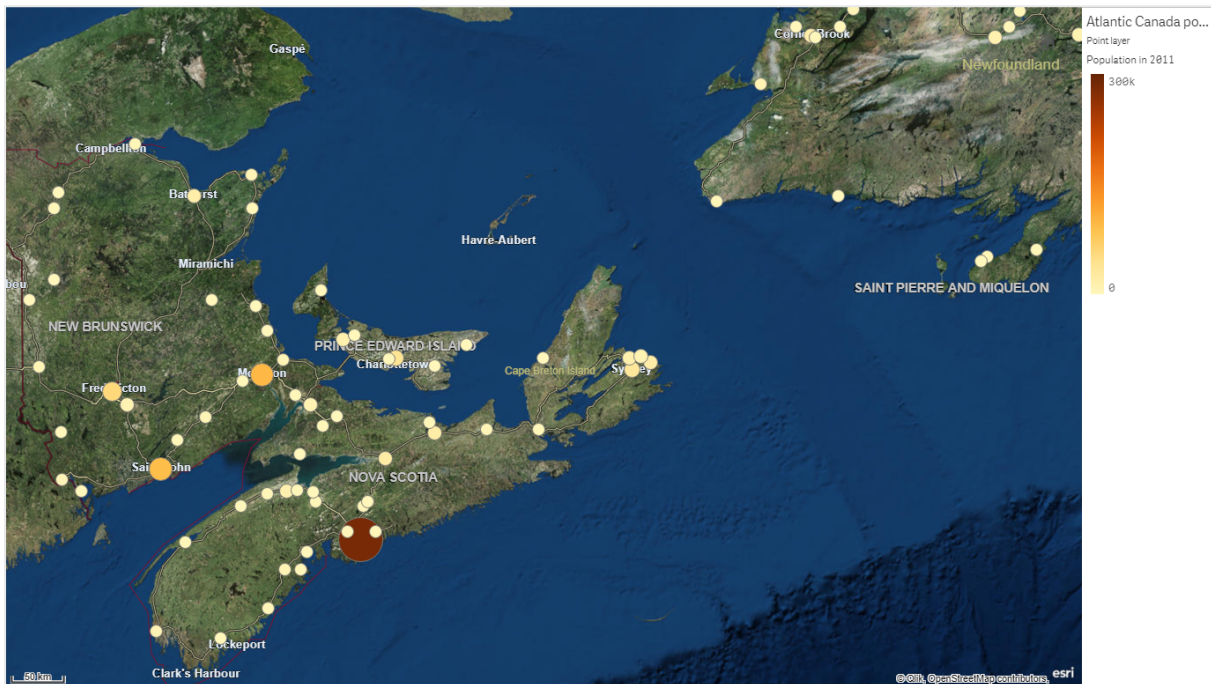 Atlantic Canada po...
Point layer
Population in 2011
300k
0
Gaspé
Corner Brook
Newfoundland
Campbellton
Bathurst
Havre-Aubert
Miramichi
bou
SAINT PIERRE AND MIQUELON
NEW BRUNSWICK
PRINCE EDWARD ISLAND
Charlottetown
Cape Breton Island
Sydney
Moncton
Fredericton
Saint John
NOVA SCOTIA
Lockeport
Clark's Harbour
50 km
© Qlik, OpenStreetMap contributors,
esri